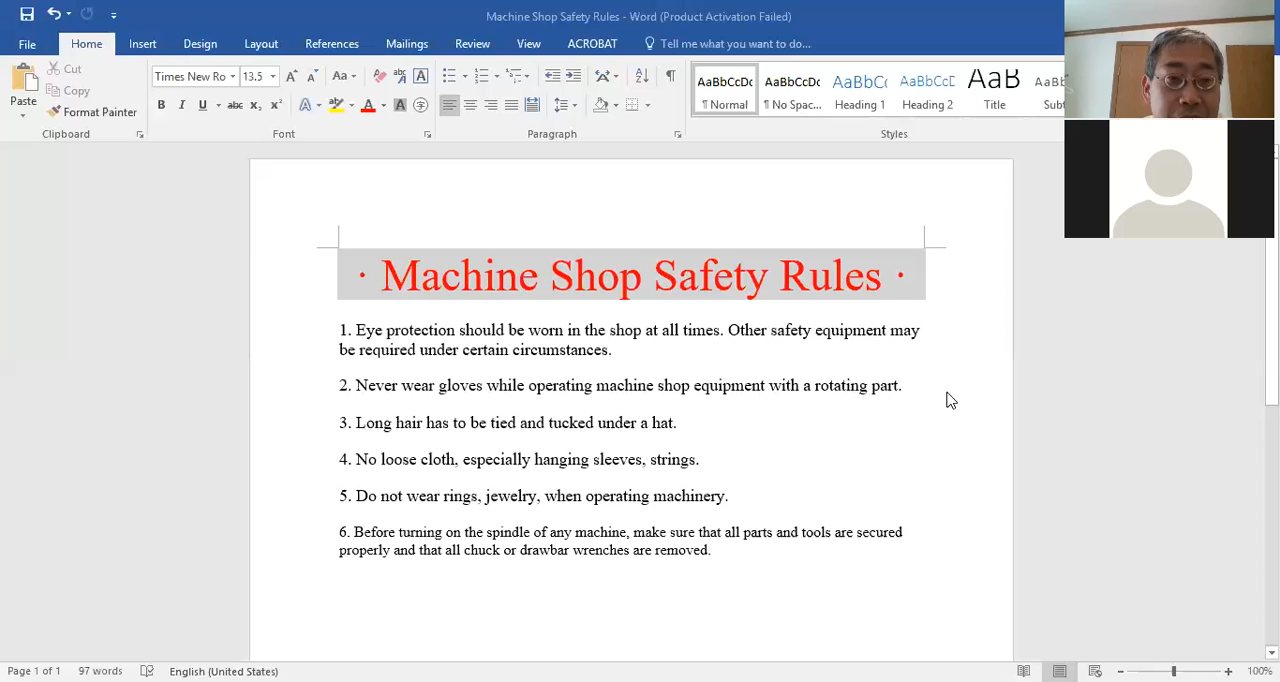 Machine Shop Safety Rules - Word (Product Activation Failed)
File Home Insert Design Layout References Mailings Review View ACROBAT Tell me what you want to do...
Paste
Cut
Copy
Format Painter
Clipboard
Times New Ro 13.5
Font
Paragraph
AaBbCcDc AaBbCcDc AaBbC( AaBbCcD AaB AaBb
¶ Normal ¶ No Spac... Heading 1 Heading 2 Title Subt
Styles
· Machine Shop Safety Rules ·
1. Eye protection should be worn in the shop at all times. Other safety equipment may
be required under certain circumstances.
2. Never wear gloves while operating machine shop equipment with a rotating part.
3. Long hair has to be tied and tucked under a hat.
4. No loose cloth, especially hanging sleeves, strings.
5. Do not wear rings, jewelry, when operating machinery.
6. Before turning on the spindle of any machine, make sure that all parts and tools are secured
properly and that all chuck or drawbar wrenches are removed.
Page 1 of 1 97 words English (United States) 100%